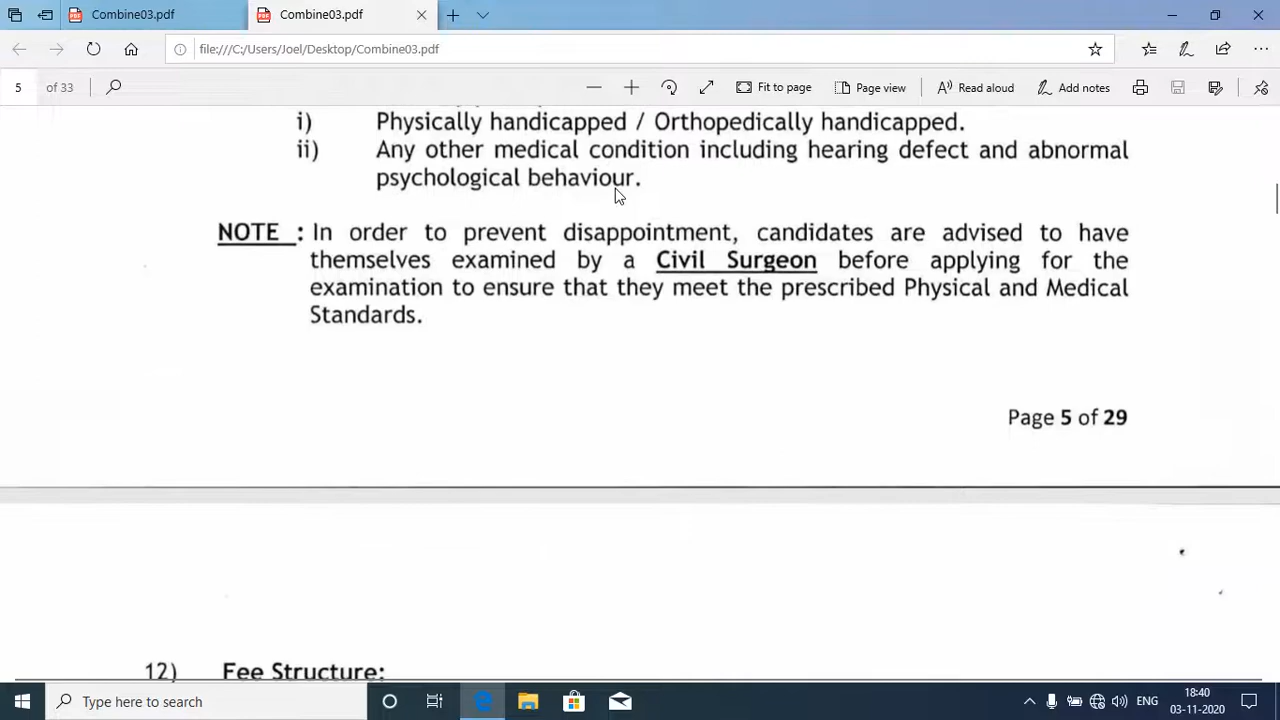 Combine03.pdf
Combine03.pdf
file:///C:/Users/Joel/Desktop/Combine03.pdf
5 of 33
Fit to page
Page view
Read aloud
Add notes
i) Physically handicapped / Orthopedically handicapped.
ii) Any other medical condition including hearing defect and abnormal
psychological behaviour.
NOTE : In order to prevent disappointment, candidates are advised to have
themselves examined by a Civil Surgeon before applying for the
examination to ensure that they meet the prescribed Physical and Medical
Standards.
Page 5 of 29
12) Fee Structure:
Type here to search
ENG
18:40
03-11-2020